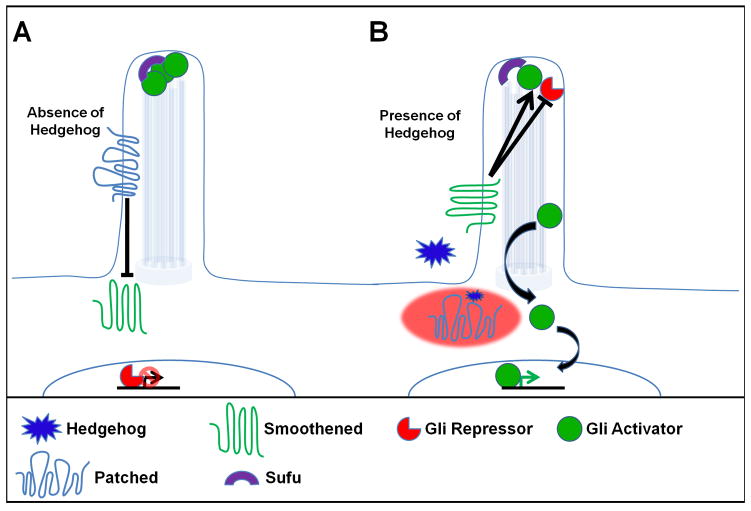 A
B
Absence of
Hedgehog
Presence of
Hedgehog
Hedgehog
Smoothened
Gli Repressor
Gli Activator
Patched
Sufu